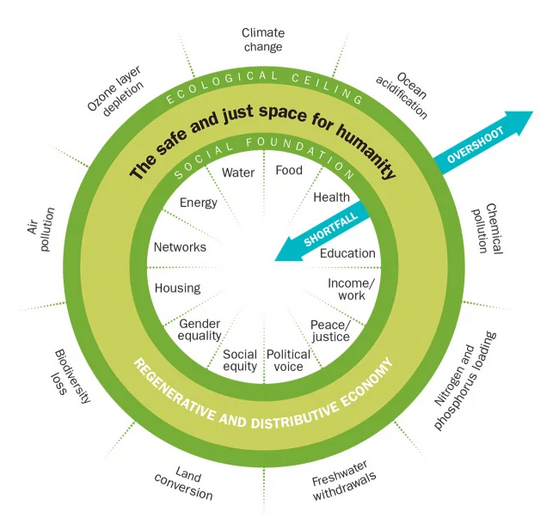 Climate
change
Ocean
acidification
Chemical
pollution
Nitrogen and
phosphorus loading
Freshwater
withdrawals
Land
conversion
Biodiversity
loss
Air
pollution
Ozone layer
depletion
ECOLOGICAL CEILING
The safe and just space for humanity
SOCIAL FOUNDATION
OVERSHOOT
SHORTFALL
Water
Food
Health
Education
Income/
work
Peace/
justice
Political
voice
Social
equity
Gender
equality
Housing
Networks
Energy
REGENERATIVE AND DISTRIBUTIVE ECONOMY